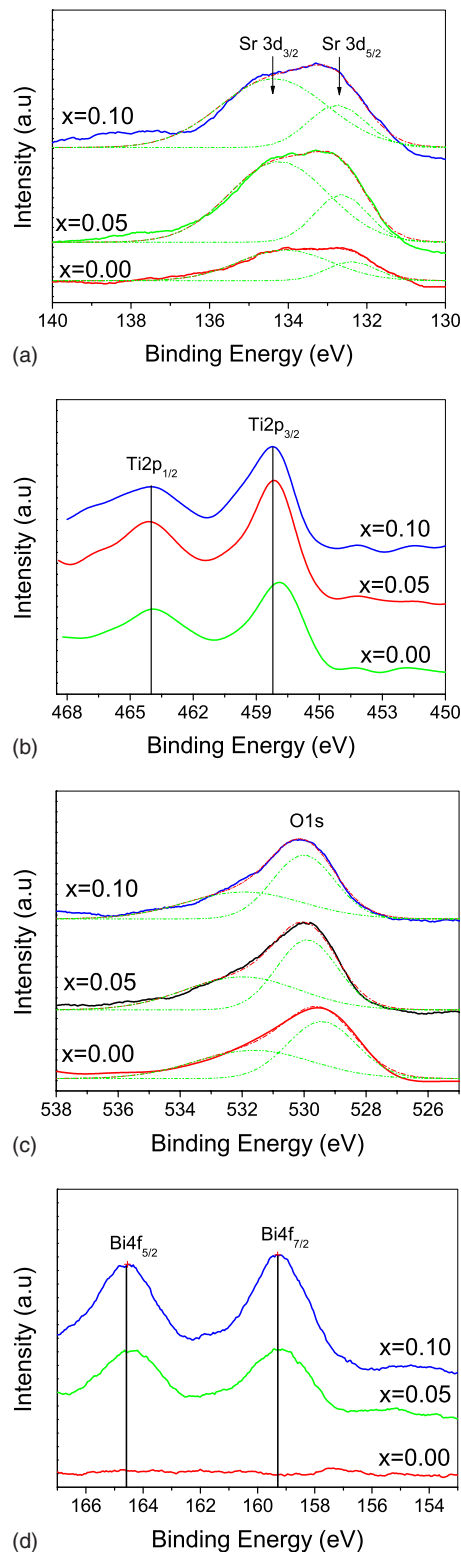 Sr 3d3/2 Sr 3d5/2
x=0.10
x=0.05
x=0.00
Intensity (a.u)
140 138 136 134 132 130
(a) Binding Energy (eV)
Ti2p3/2
Ti2p1/2
x=0.10
x=0.05
x=0.00
Intensity (a.u)
468 465 462 459 456 453 450
(b) Binding Energy (eV)
O1s
x=0.10
x=0.05
x=0.00
Intensity (a.u)
538 536 534 532 530 528 526
(c) Binding Energy (eV)
Bi4f5/2 Bi4f7/2
x=0.10
x=0.05
x=0.00
Intensity (a.u)
166 164 162 160 158 156 154
(d) Binding Energy (eV)